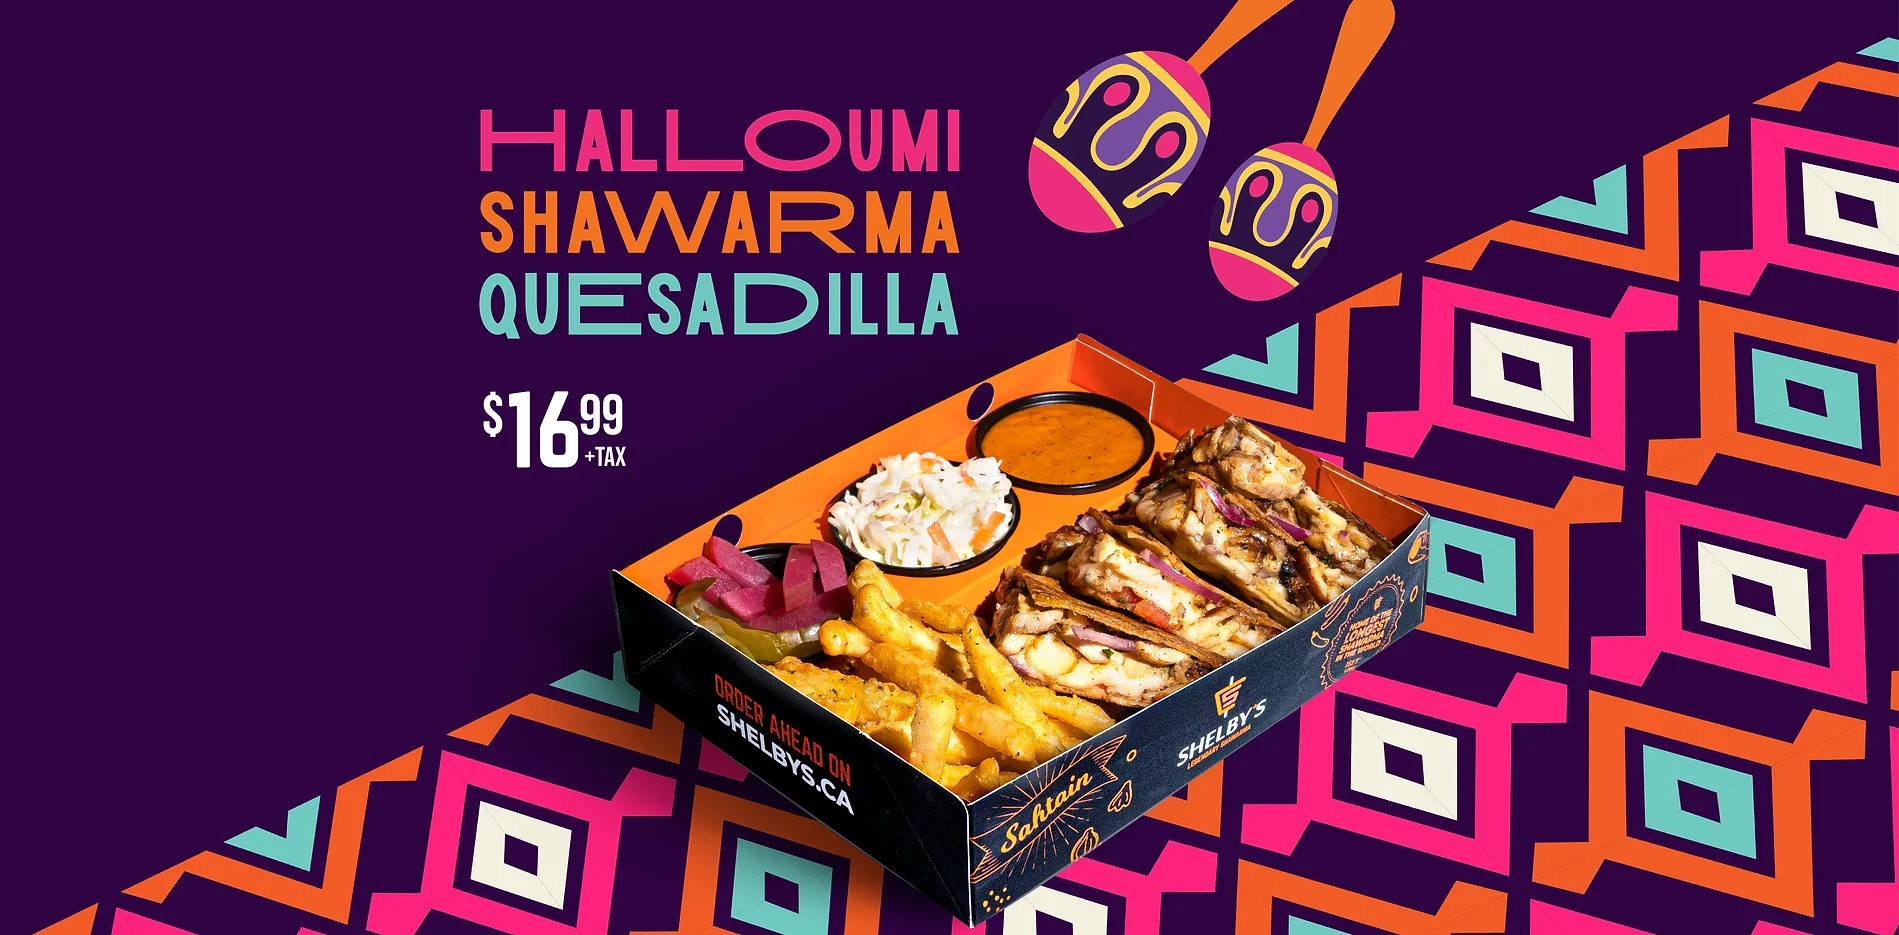 HALLOUMI
SHAWARMA
QUESADILLA
$16.99
+TAX
ORDER AHEAD ON
SHELBYS.CA
Sahtain
SHELBY'S
LEGENDARY SHAWARMA
HOME OF THE
LONGEST
SHAWARMA
IN THE WORLD